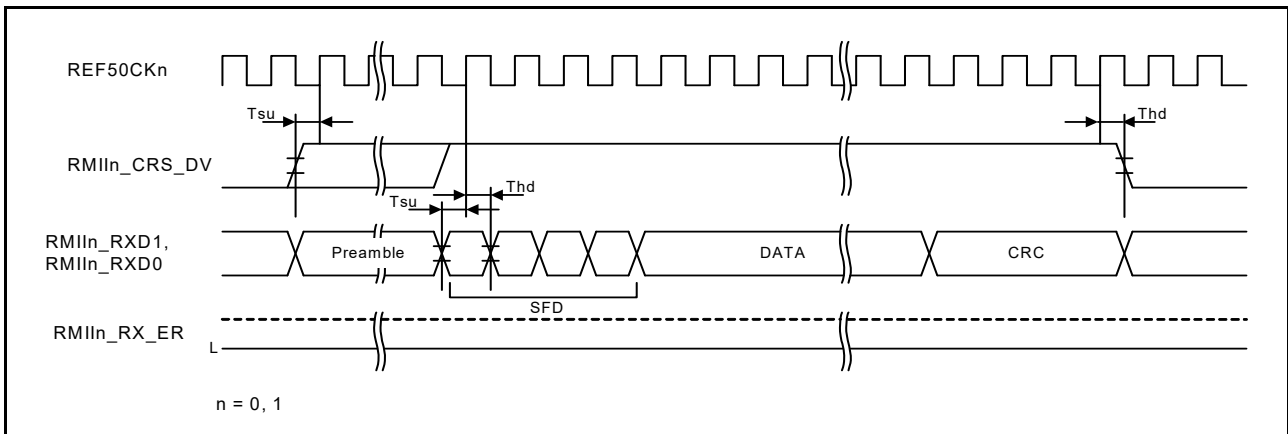 REF50CKn
Tsu
Thd
RMIIn_CRS_DV
Thd
Tsu
RMIIn_RXD1,
RMIIn_RXD0
Preamble
DATA
CRC
SFD
RMIIn_RX_ER
L
n = 0, 1